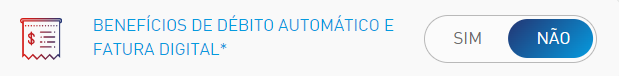 BENEFÍCIOS DE DÉBITO AUTOMÁTICO E
FATURA DIGITAL*
SIM NÃO
$